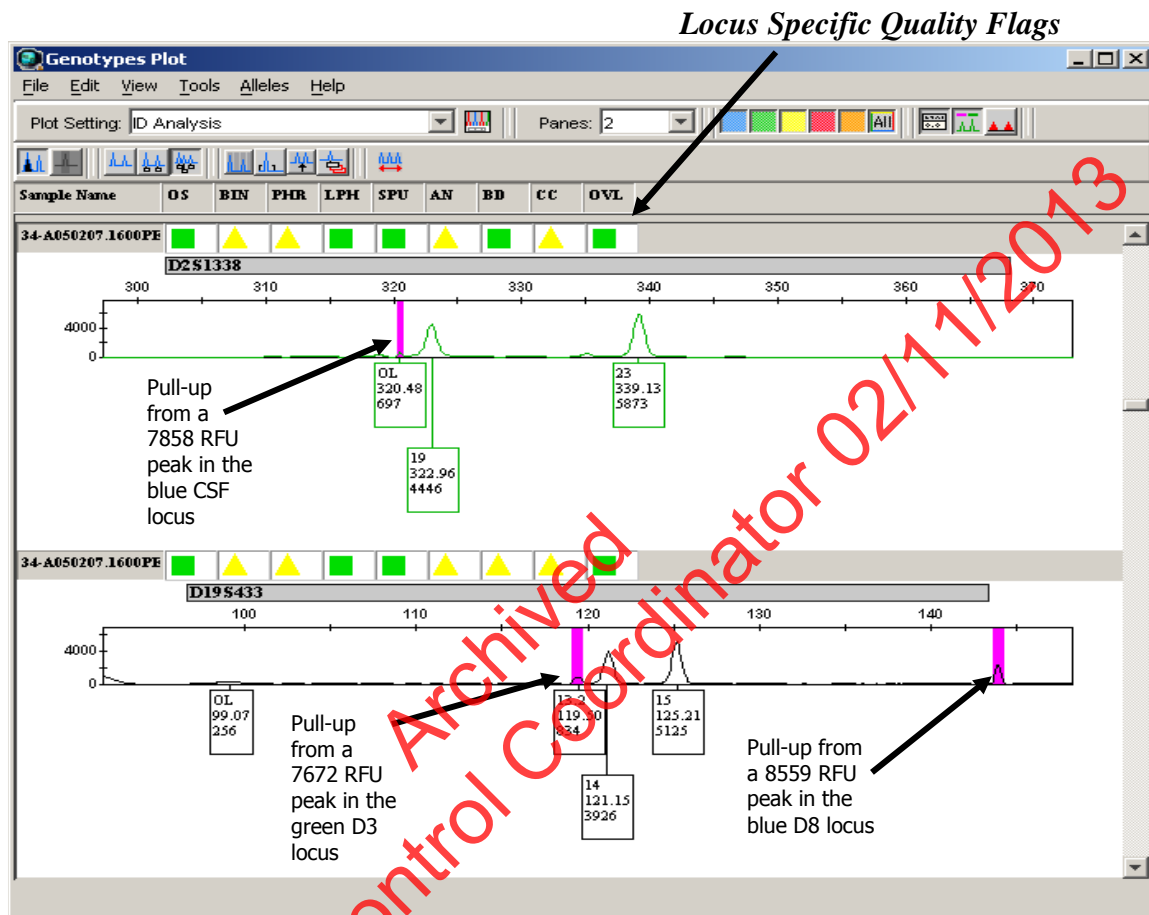 Locus Specific Quality Flags
Genotypes Plot
File Edit View Tools Alleles Help
Plot Setting: ID Analysis Panes: 2 All
Sample Name OS BIN PHR LPH SPU AN BD CC OVL
34-A050207.1600PE
D2S1338
300 310 320 330 340 350 360 370
4000
0
OL
320.48
697
23
339.13
5873
19
322.96
4446
Pull-up
from a
7858 RFU
peak in the
blue CSF
locus
34-A050207.1600PE
D19S433
100 110 120 130 140
4000
0
OL
99.07
256
13.2
119.50
834
15
125.21
5125
14
121.15
3926
Pull-up
from a
7672 RFU
peak in the
green D3
locus
Pull-up from
a 8559 RFU
peak in the
blue D8 locus
Archived
ontrol Coordinator 02/11/2013